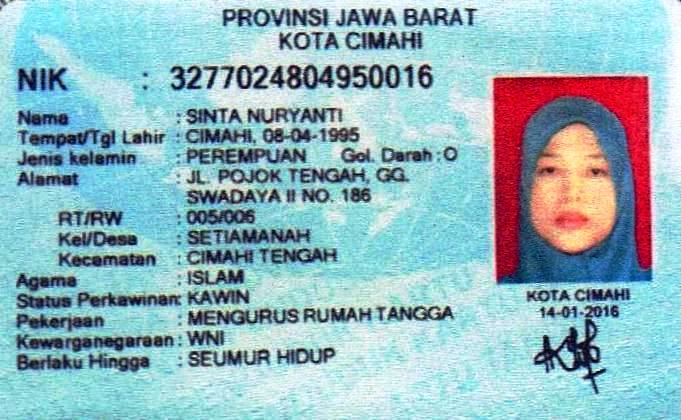 PROVINSI JAWA BARAT
KOTA CIMAHI
NIK : 3277024804950016
Nama : SINTA NURYANTI
Tempat/Tgl Lahir : CIMAHI, 08-04-1995
Jenis kelamin : PEREMPUAN Gol. Darah : O
Alamat : JL. POJOK TENGAH, GG.
SWADAYA II NO. 186
RT/RW : 005/006
Kel/Desa : SETIAMANAH
Kecamatan : CIMAHI TENGAH
Agama : ISLAM
Status Perkawinan: KAWIN
Pekerjaan : MENGURUS RUMAH TANGGA
Kewarganegaraan: WNI
Berlaku Hingga : SEUMUR HIDUP
KOTA CIMAHI
14-01-2016